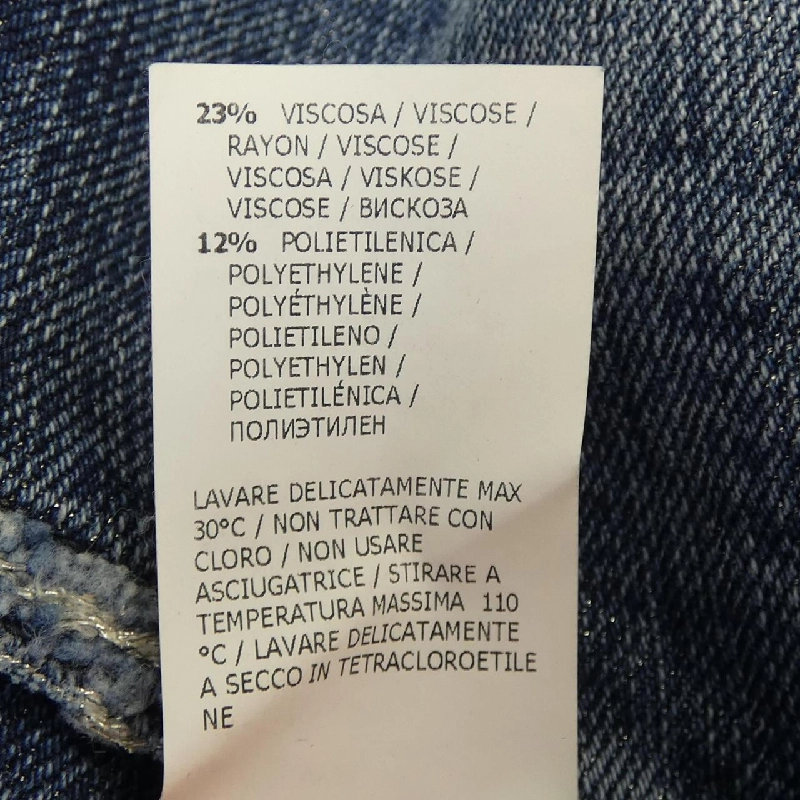 23% VISCOSA / VISCOSE /
RAYON / VISCOSE /
VISCOSA / VISKOSE /
VISCOSE / ВИСКОЗА
12% POLIETILENICA /
POLYETHYLENE /
POLYÉTHYLÈNE /
POLIETILENO /
POLYETHYLEN /
POLIETILÉNICA /
ПОЛИЭТИЛЕН
LAVARE DELICATAMENTE MAX
30°C / NON TRATTARE CON
CLORO / NON USARE
ASCIUGATRICE / STIRARE A
TEMPERATURA MASSIMA 110
°C / LAVARE DELICATAMENTE
A SECCO IN TETRACLOROETILE
NE